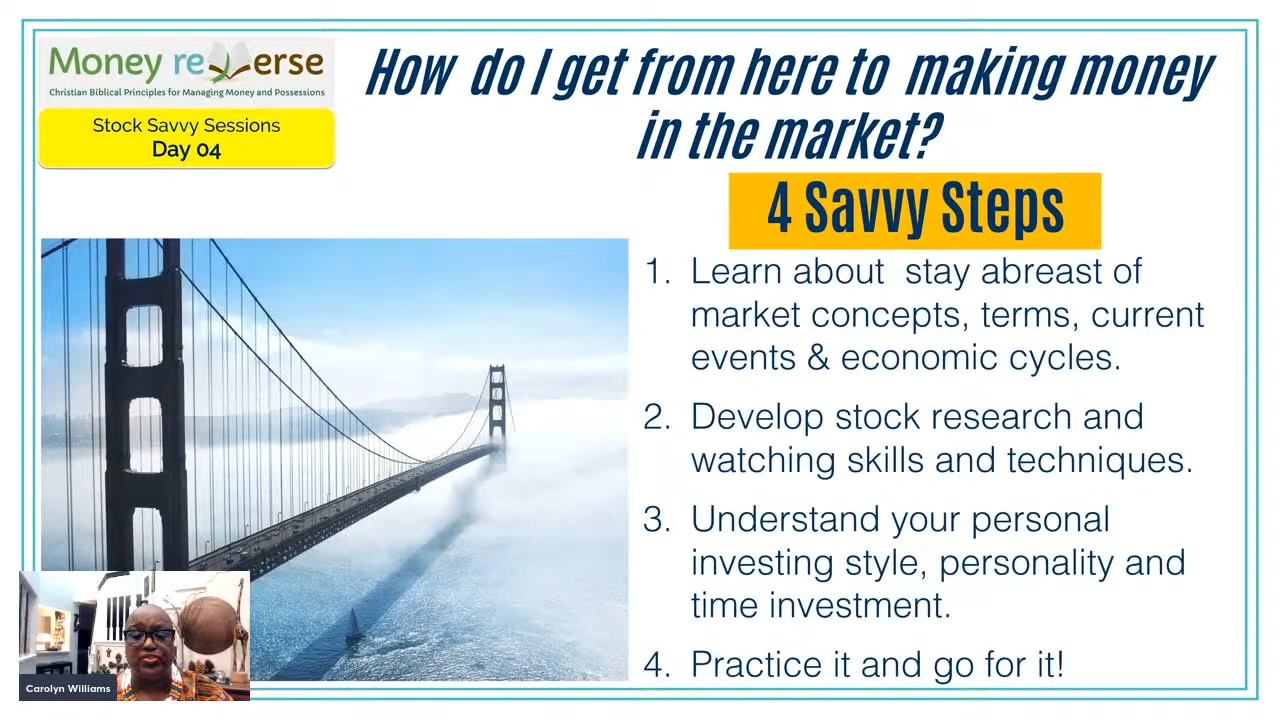 Money reVerse
Christian Biblical Principles for Managing Money and Possessions
Stock Savvy Sessions
Day 04
How do I get from here to making money
in the market?
4 Savvy Steps
1. Learn about stay abreast of
market concepts, terms, current
events & economic cycles.
2. Develop stock research and
watching skills and techniques.
3. Understand your personal
investing style, personality and
time investment.
4. Practice it and go for it!
Carolyn Williams